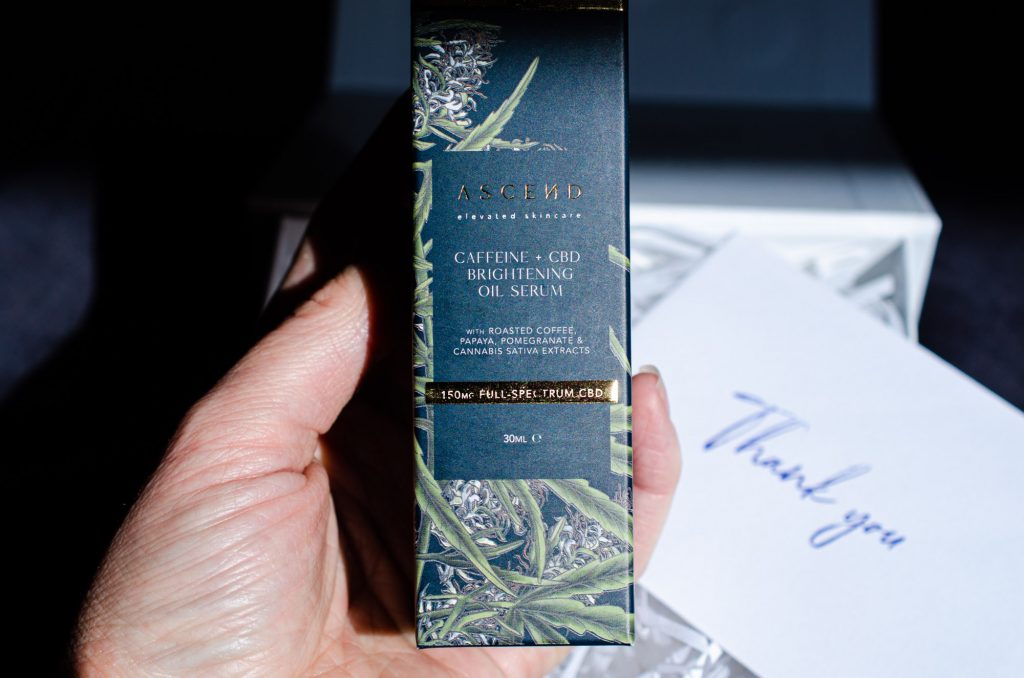 ASCEND
elevated skincare
CAFFEINE + CBD
BRIGHTENING
OIL SERUM
WITH ROASTED COFFEE,
PAPAYA, POMEGRANATE &
CANNABIS SATIVA EXTRACTS
150MG FULL-SPECTRUM CBD
30ML ℮
Thank you